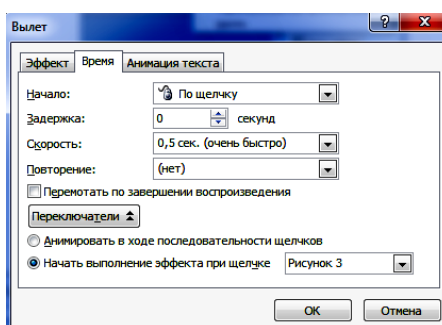 Вылет
Эффект Время Анимация текста
Начало: По щелчку
Задержка: 0 секунд
Скорость: 0,5 сек. (очень быстро)
Повторение: (нет)
Перемотать по завершении воспроизведения
Переключатели
Анимировать в ходе последовательности щелчков
Начать выполнение эффекта при щелчке Рисунок 3
ОК Отмена